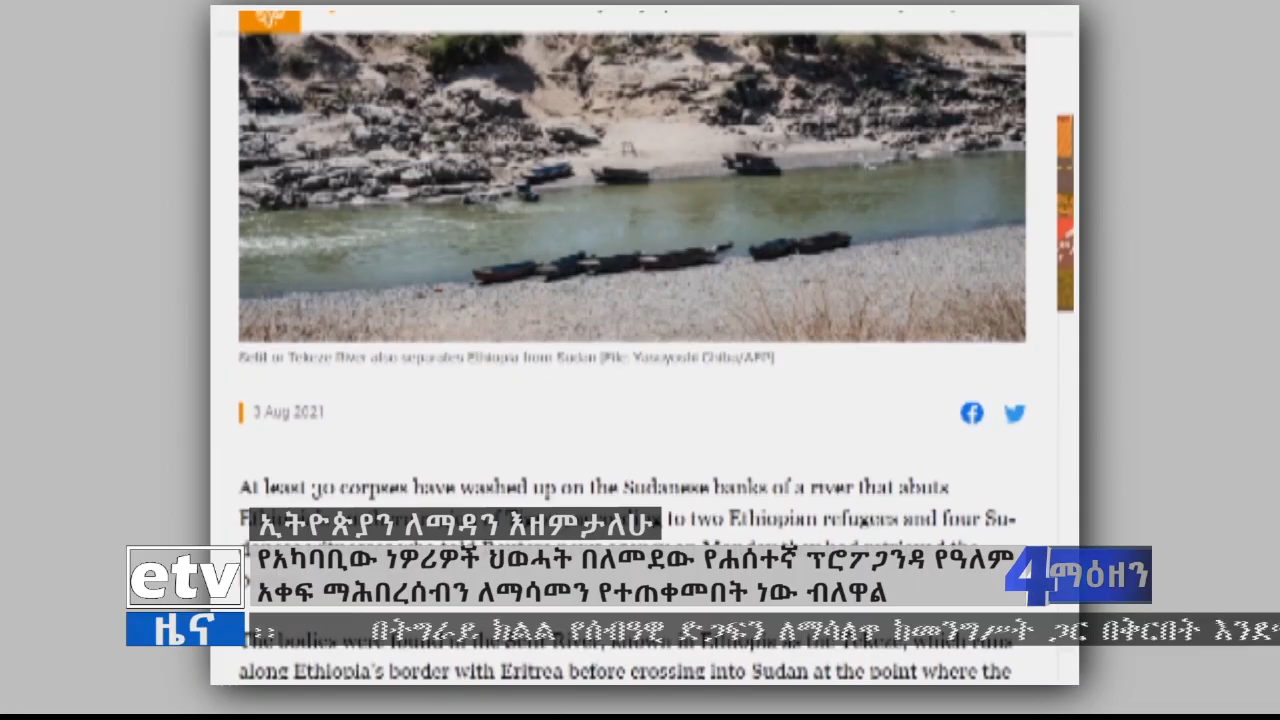 Setit or Tekeze River also separates Ethiopia from Sudan [File: Yasuyoshi Chiba/AFP]
3 Aug 2021
At least 30 corpses have washed up on the Sudanese banks of a river that abuts
to two Ethiopian refugees and four Su-
ኢትዮጵያን ለማዳን እዘምታለሁ
etv
የአካባቢው ነዎሪዎች ህወሓት በለመደው የሐሰተኛ ፕሮፖጋንዳ የዓለም
አቀፍ ማሕበረሰብን ለማሳመን የተጠቀመበት ነው ብለዋል
4 ማዕዘን
ዜና
በትግራይ ክልል የሰብዓዊ ድጋፍን ለማሳለጥ ከመንግሥት ጋር በቅርበት እንደ
The bodies were found in the Setit River, known in Ethiopia as the Tekeze, which runs
along Ethiopia's border with Eritrea before crossing into Sudan at the point where the